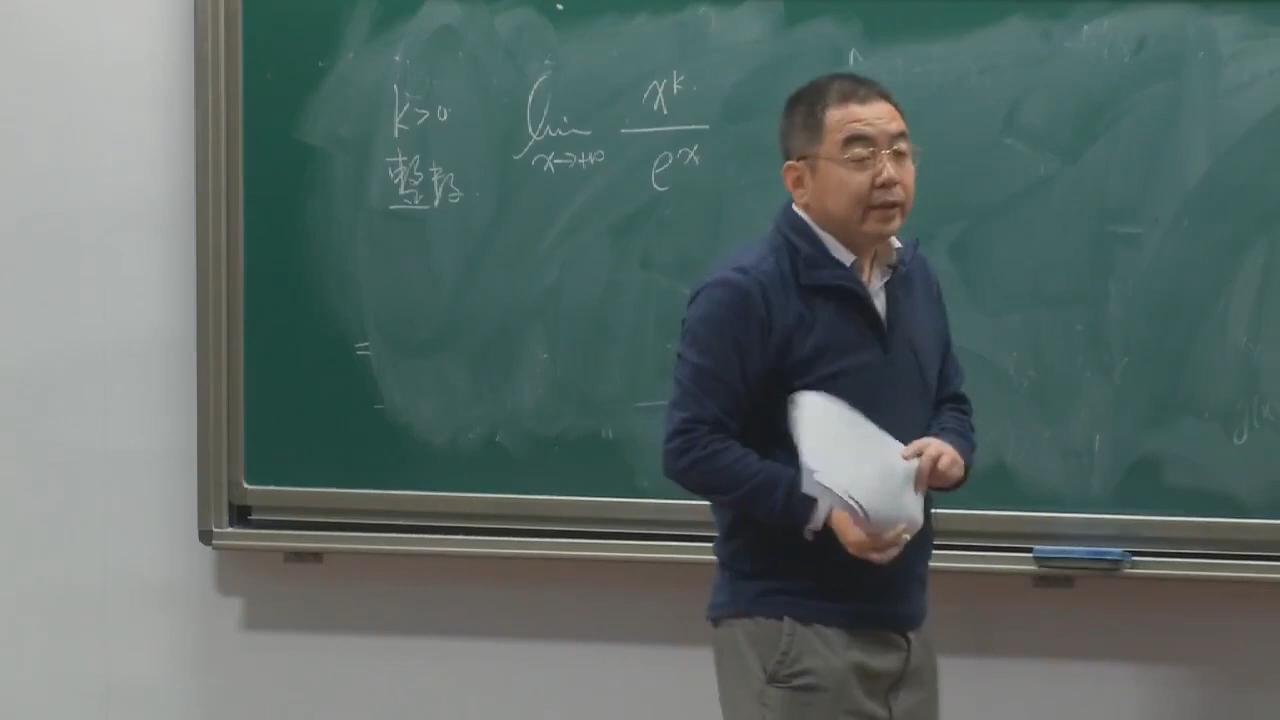 k>0 lim x→+∞ x^k / e^x
整数
=